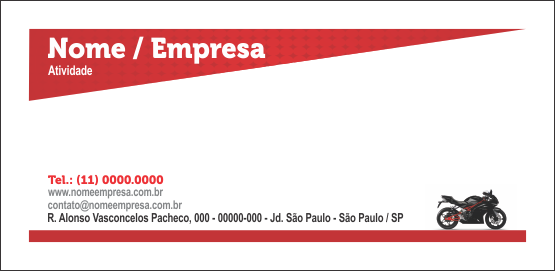 Nome / Empresa
Atividade
Tel.: (11) 0000.0000
www.nomeempresa.com.br
contato@nomeempresa.com.br
R. Alonso Vasconcelos Pacheco, 000 - 00000-000 - Jd. São Paulo - São Paulo / SP